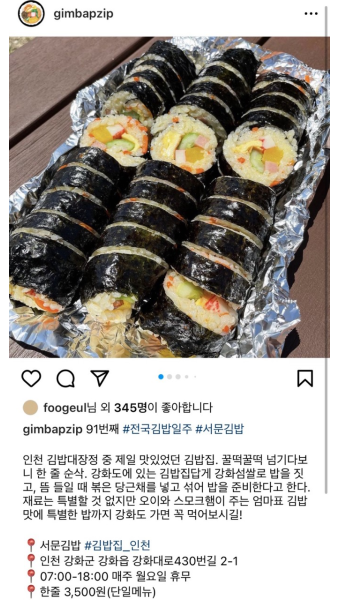 gimbapzip
foogeul님 외 345명이 좋아합니다
gimbapzip 91번째 #전국김밥일주 #서문김밥
인천 김밥대장정 중 제일 맛있었던 김밥집. 꿀떡꿀떡 넘기다보
니 한 줄 순삭. 강화도에 있는 김밥집답게 강화섬쌀로 밥을 짓
고, 뜸 들일 때 볶은 당근채를 넣고 섞어 밥을 준비한다고 한다.
재료는 특별할 것 없지만 오이와 스모크햄이 주는 엄마표 김밥
맛에 특별한 밥까지 강화도 가면 꼭 먹어보시길!
📍서문김밥 #김밥집_인천
📍인천 강화군 강화읍 강화대로430번길 2-1
📍07:00-18:00 매주 월요일 휴무
📍한줄 3,500원(단일메뉴)